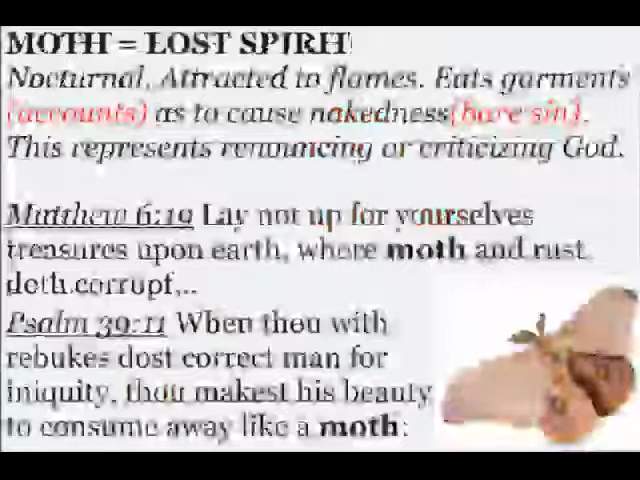 MOTH = LOST SPIRIT
Nocturnal. Attracted to flames. Eats garments
(accounts) as to cause nakedness(bare sin).
This represents renouncing or criticizing God.
Matthew 6:19 Lay not up for yourselves
treasures upon earth, where moth and rust
doth corrupt,..
Psalm 39:11 When thou with
rebukes dost correct man for
iniquity, thou makest his beauty
to consume away like a moth: